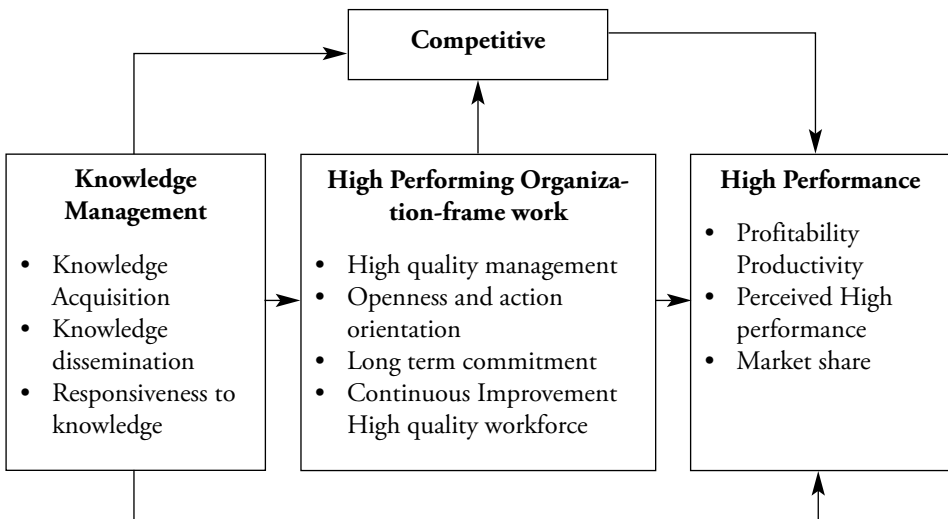 Competitive
Knowledge
Management
• Knowledge
Acquisition
• Knowledge
dissemination
• Responsiveness to
knowledge
High Performing Organiza-
tion-frame work
• High quality management
• Openness and action
orientation
• Long term commitment
• Continuous Improvement
High quality workforce
High Performance
• Profitability
Productivity
• Perceived High
performance
• Market share